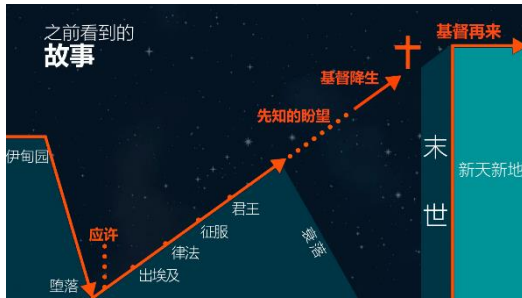 之前看到的
故事
基督再来
基督降生
先知的盼望
伊甸园
末世
新天新地
君王
征服
应许
律法
衰落
出埃及
堕落